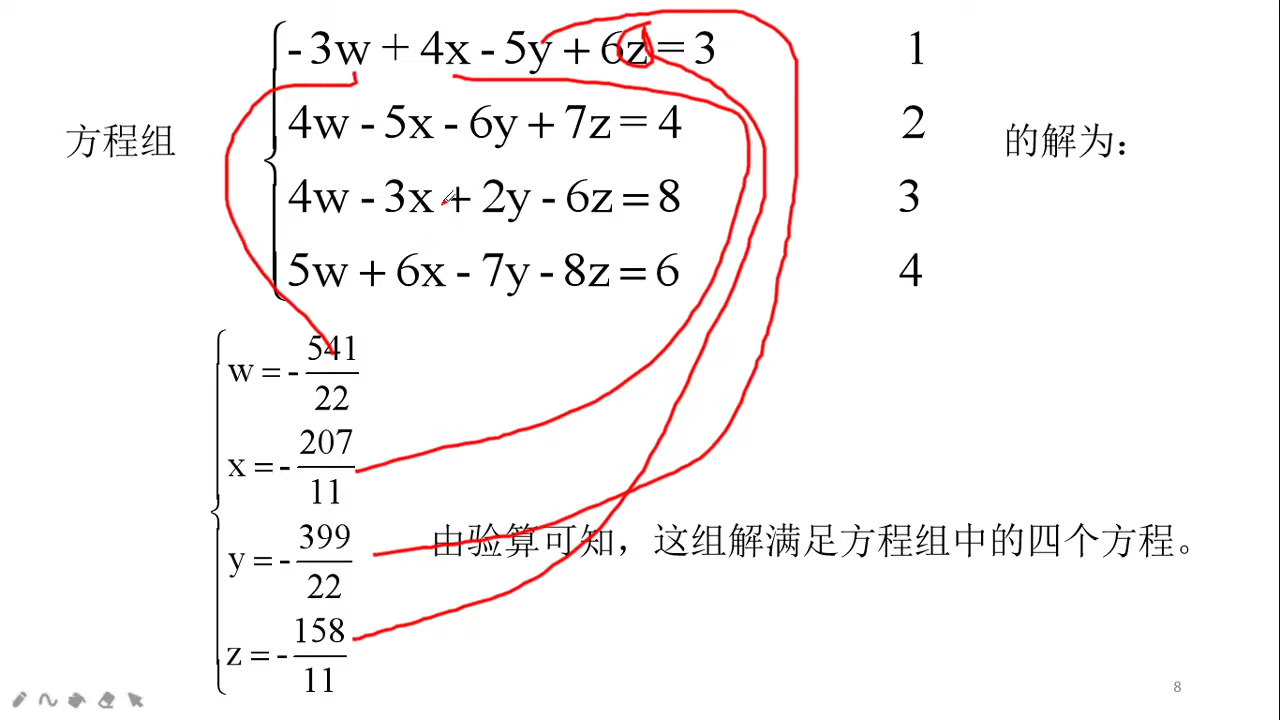 -3w+4x-5y+6z=3 1
方程组 4w-5x-6y+7z=4 2 的解为：
4w-3x+2y-6z=8 3
5w+6x-7y-8z=6 4
w=-541/22
x=-207/11
y=-399/22 由验算可知，这组解满足方程组中的四个方程。
z=-158/11
8